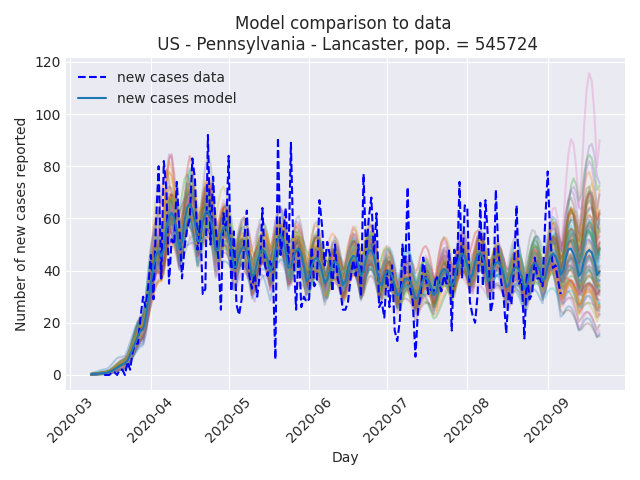 Model comparison to data
US - Pennsylvania - Lancaster, pop. = 545724
120
100
80
60
40
20
0
Number of new cases reported
new cases data
new cases model
2020-03
2020-04
2020-05
2020-06
2020-07
2020-08
2020-09
Day